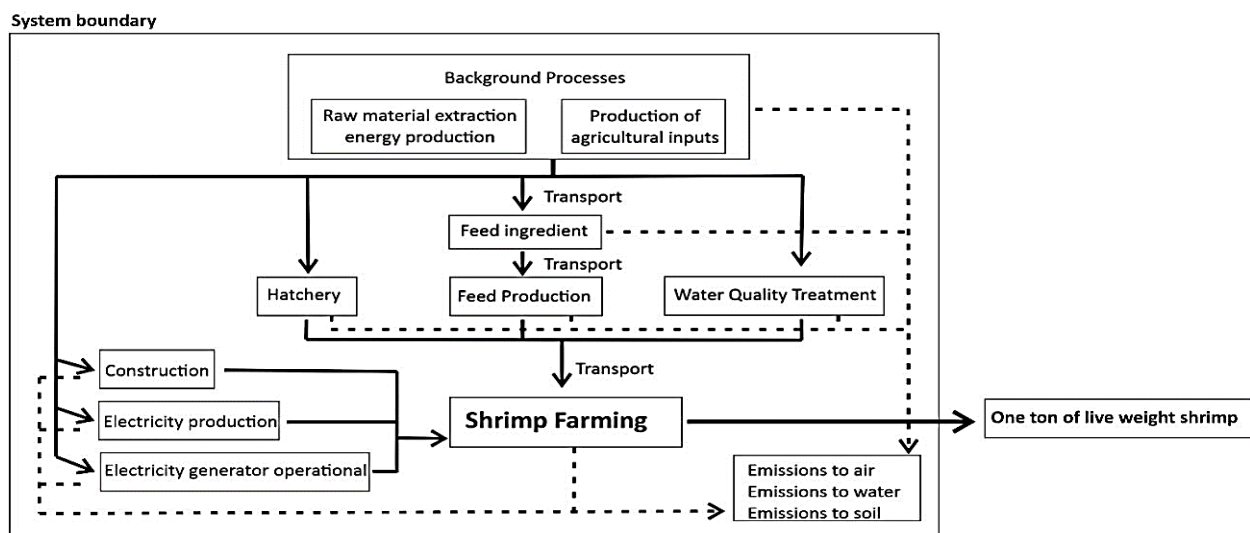 System boundary
Background Processes
Raw material extraction
energy production
Production of
agricultural inputs
Transport
Feed ingredient
Transport
Hatchery
Feed Production
Water Quality Treatment
Transport
Construction
Electricity production
Electricity generator operational
Shrimp Farming
One ton of live weight shrimp
Emissions to air
Emissions to water
Emissions to soil